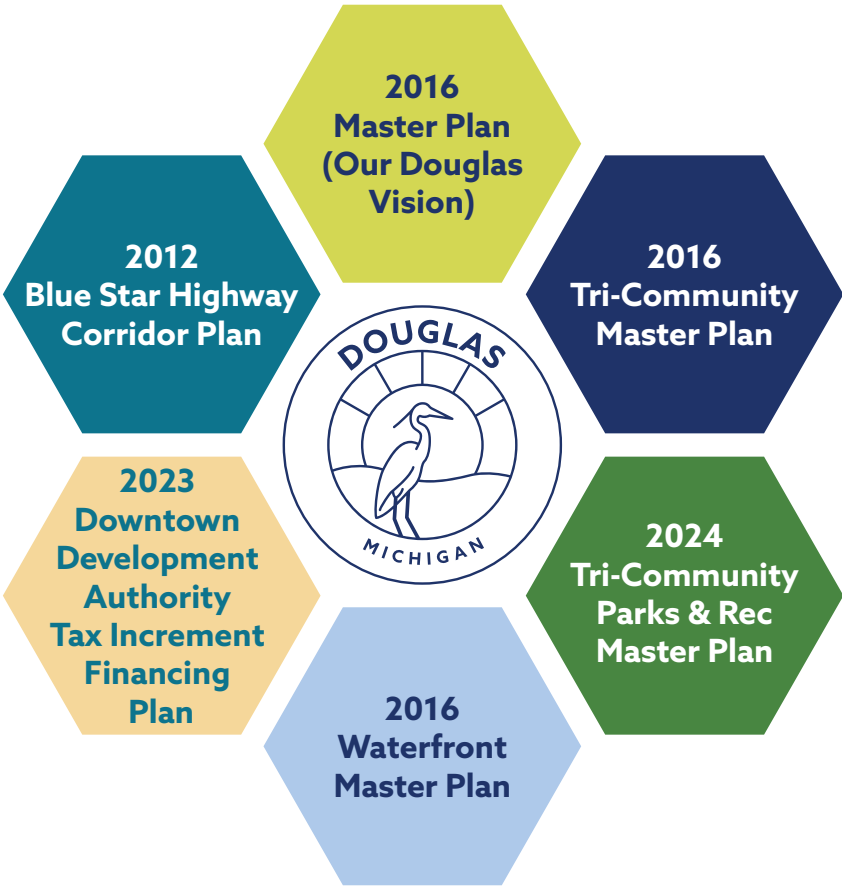 2016
Master Plan
(Our Douglas
Vision)
2012
Blue Star Highway
Corridor Plan
2016
Tri-Community
Master Plan
DOUGLAS
MICHIGAN
2023
Downtown
Development
Authority
Tax Increment
Financing
Plan
2024
Tri-Community
Parks & Rec
Master Plan
2016
Waterfront
Master Plan